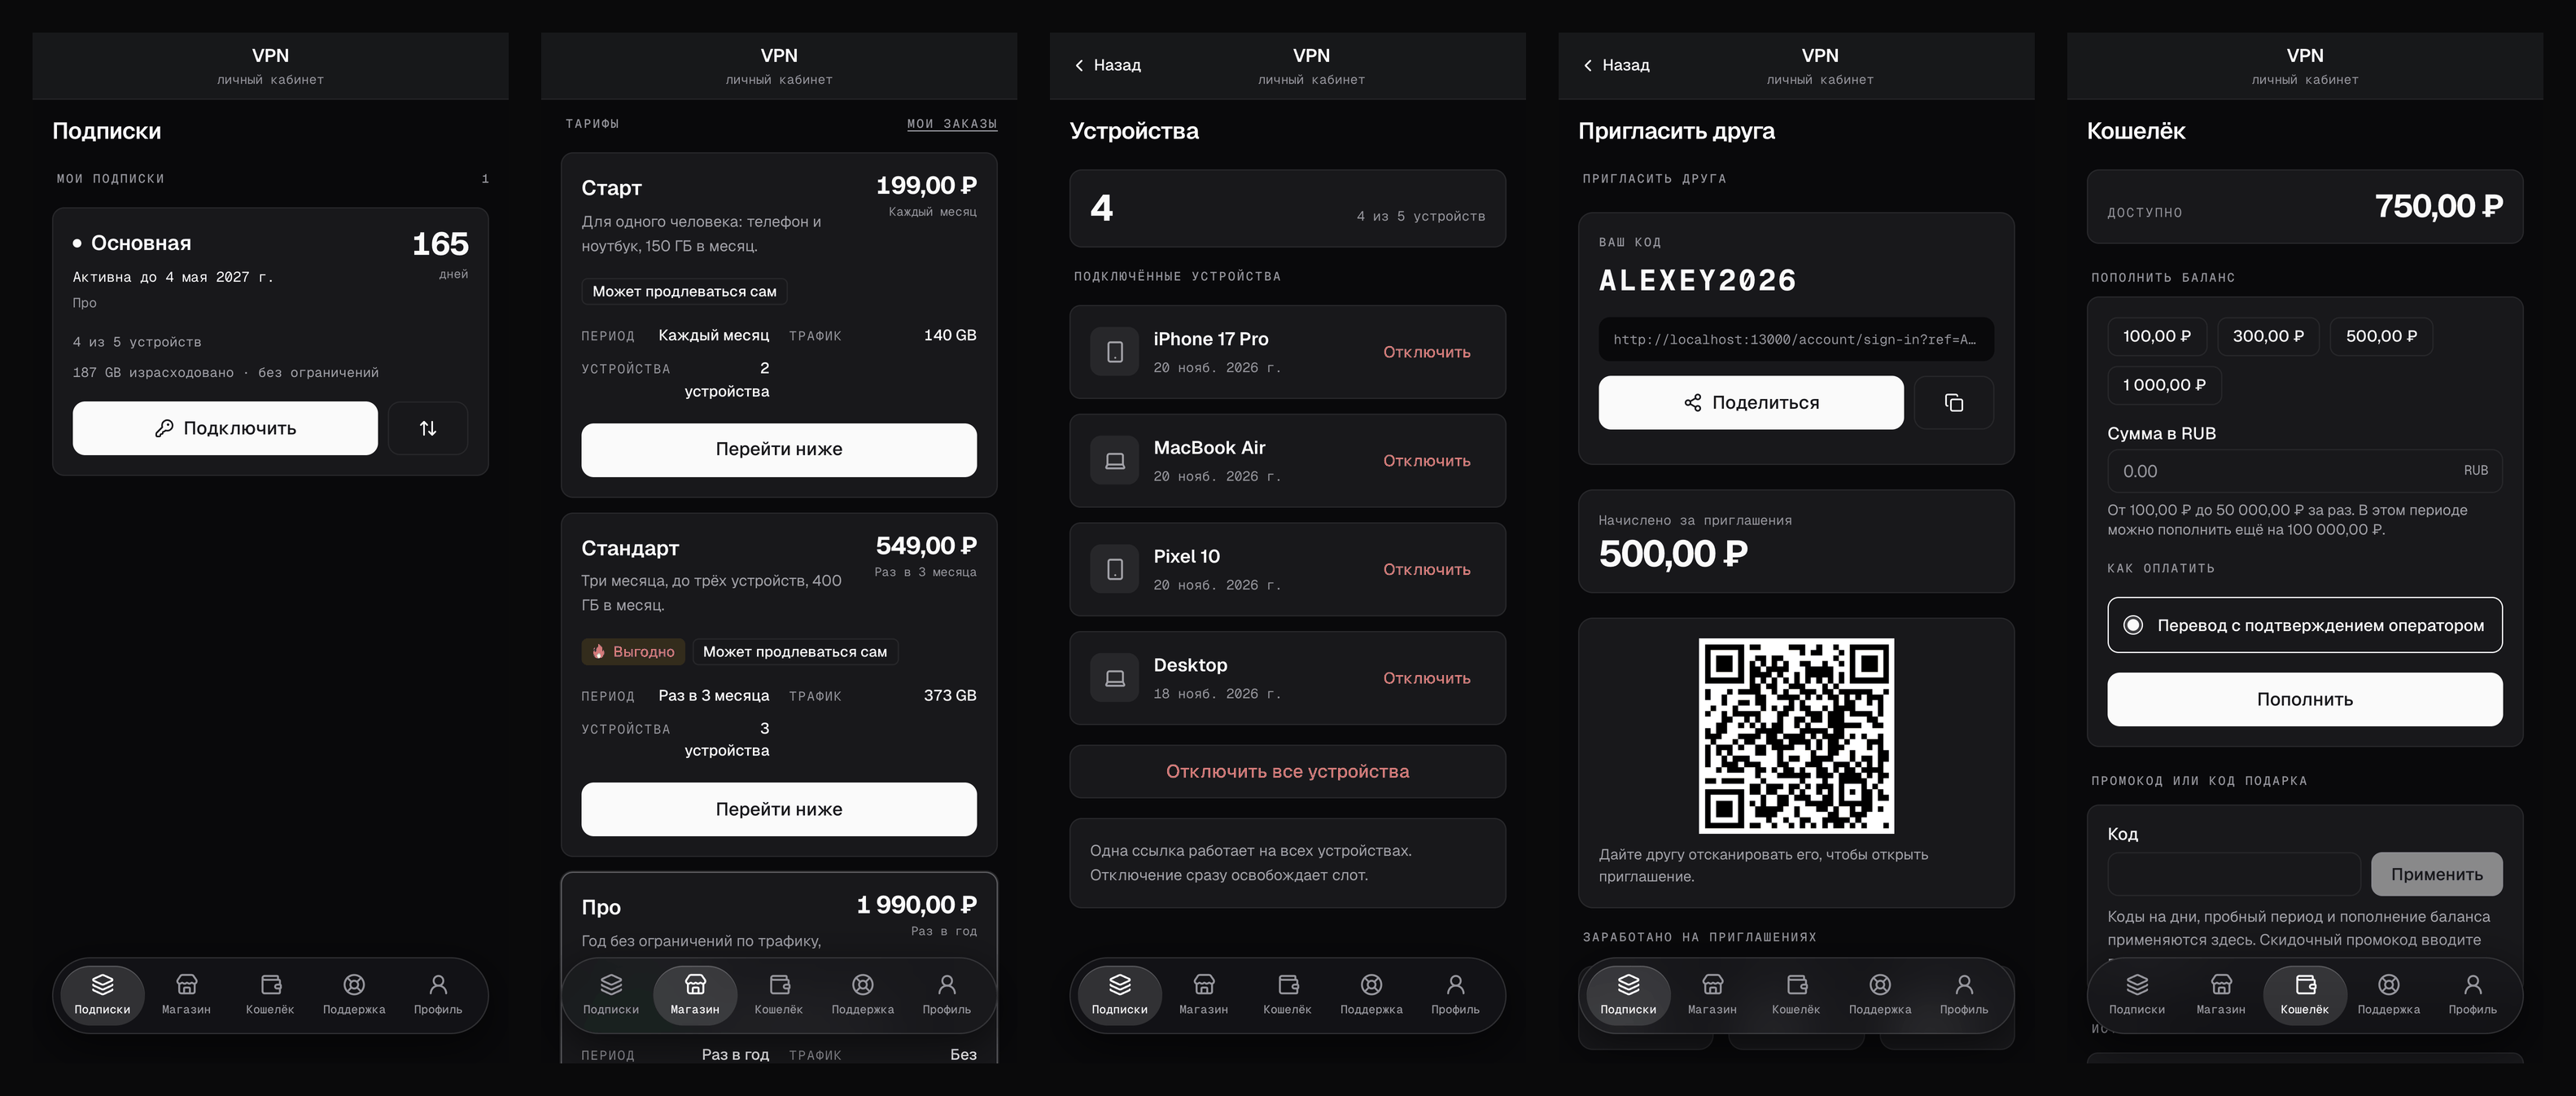 VPN
личный кабинет
Подписки
МОИ ПОДПИСКИ 1
Основная 165
Активна до 4 мая 2027 г. дней
Про
4 из 5 устройств
187 GB израсходовано · без ограничений
Подключить
Подписки Магазин Кошелёк Поддержка Профиль
VPN
личный кабинет
ТАРИФЫ МОИ ЗАКАЗЫ
Старт 199,00 ₽
Для одного человека: телефон и Каждый месяц
ноутбук, 150 ГБ в месяц.
Может продлеваться сам
ПЕРИОД Каждый месяц ТРАФИК 140 GB
УСТРОЙСТВА 2
устройства
Перейти ниже
Стандарт 549,00 ₽
Три месяца, до трёх устройств, 400 Раз в 3 месяца
ГБ в месяц.
Выгодно Может продлеваться сам
ПЕРИОД Раз в 3 месяца ТРАФИК 373 GB
УСТРОЙСТВА 3
устройства
Перейти ниже
Про 1 990,00 ₽
Раз в год
Год без ограничений по трафику,
Подписки Магазин Кошелёк Поддержка Профиль
ПЕРИОД Раз в год ТРАФИК Без
Назад VPN
личный кабинет
Устройства
4 4 из 5 устройств
ПОДКЛЮЧЁННЫЕ УСТРОЙСТВА
iPhone 17 Pro Отключить
20 нояб. 2026 г.
MacBook Air Отключить
20 нояб. 2026 г.
Pixel 10 Отключить
20 нояб. 2026 г.
Desktop Отключить
18 нояб. 2026 г.
Отключить все устройства
Одна ссылка работает на всех устройствах.
Отключение сразу освобождает слот.
Подписки Магазин Кошелёк Поддержка Профиль
Назад VPN
личный кабинет
Пригласить друга
ПРИГЛАСИТЬ ДРУГА
ВАШ КОД
ALEXEY2026
http://localhost:13000/account/sign-in?ref=A…
Поделиться
Начислено за приглашения
500,00 ₽
Дайте другу отсканировать его, чтобы открыть
приглашение.
ЗАРАБОТАНО НА ПРИГЛАШЕНИЯХ
Подписки Магазин Кошелёк Поддержка Профиль
VPN
личный кабинет
Кошелёк
ДОСТУПНО 750,00 ₽
ПОПОЛНИТЬ БАЛАНС
100,00 ₽ 300,00 ₽ 500,00 ₽
1 000,00 ₽
Сумма в RUB
0.00 RUB
От 100,00 ₽ до 50 000,00 ₽ за раз. В этом периоде
можно пополнить ещё на 100 000,00 ₽.
КАК ОПЛАТИТЬ
Перевод с подтверждением оператором
Пополнить
ПРОМОКОД ИЛИ КОД ПОДАРКА
Код
Применить
Коды на дни, пробный период и пополнение баланса
применяются здесь. Скидочный промокод вводите
Подписки Магазин Кошелёк Поддержка Профиль